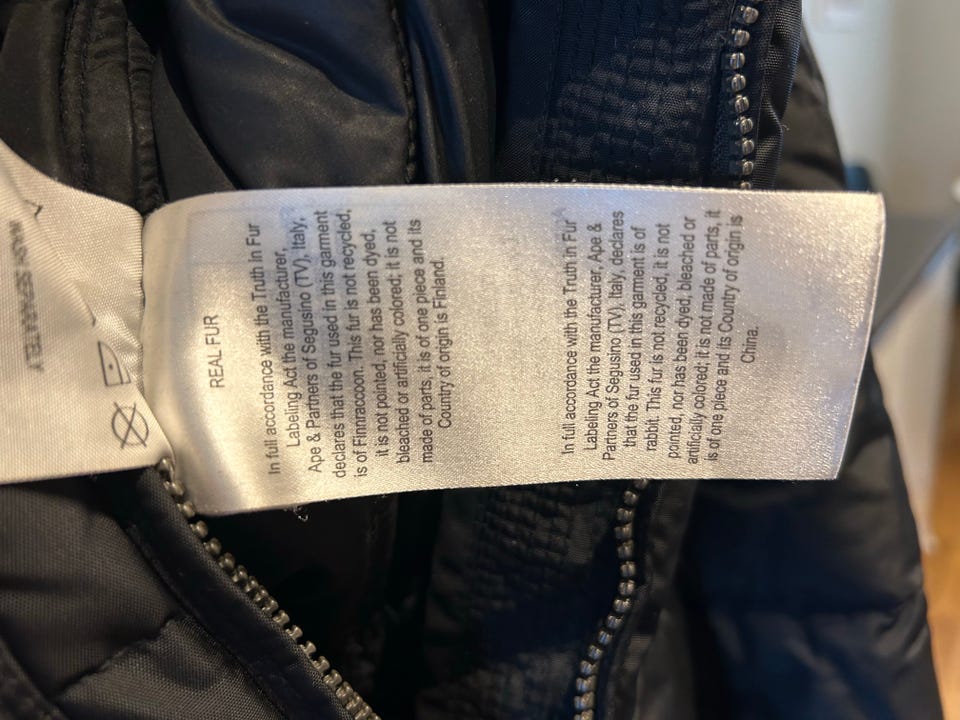 WASH SEPARATELY
REAL FUR
In full accordance with the Truth in Fur
Labeling Act the manufacturer,
Ape & Partners of Segusino (TV), Italy,
declares that the fur used in this garment
is of Finnraccoon. This fur is not recycled,
it is not pointed, nor has been dyed,
bleached or artificially colored; it is not
made of parts, it is of one piece and its
Country of origin is Finland.
In full accordance with the Truth in Fur
Labeling Act the manufacturer, Ape &
Partners of Segusino (TV), Italy, declares
that the fur used in this garment is of
rabbit. This fur is not recycled, it is not
pointed, nor has been dyed, bleached or
artificially colored; it is not made of parts, it
is of one piece and its Country of origin is
China.